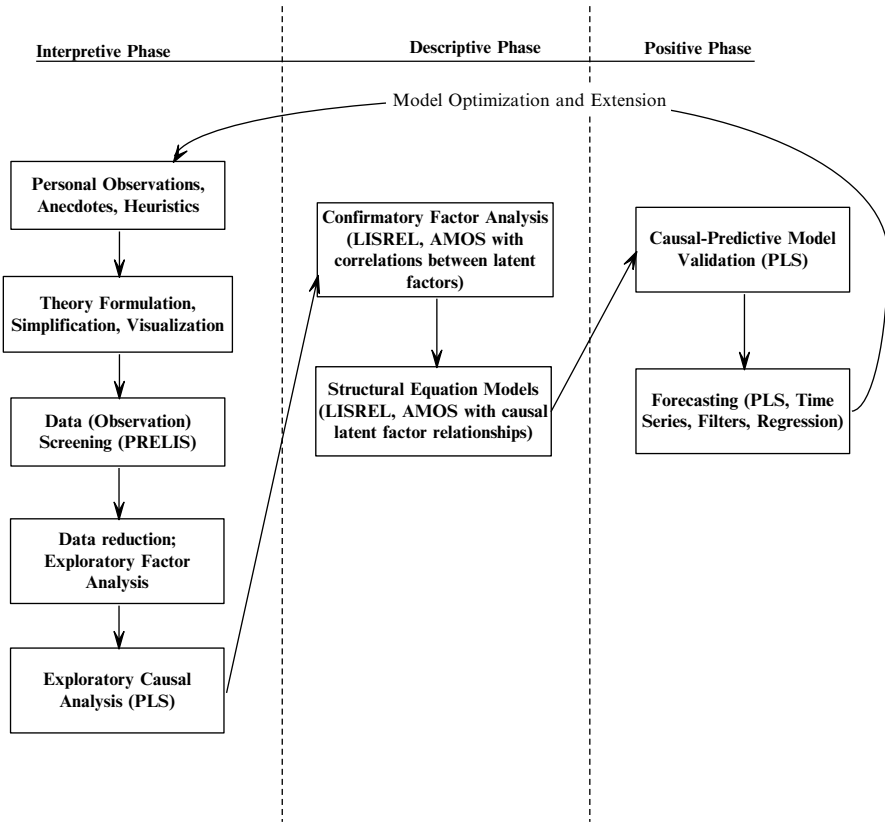 Interpretive Phase
Descriptive Phase
Positive Phase
Model Optimization and Extension
Personal Observations,
Anecdotes, Heuristics
Theory Formulation,
Simplification, Visualization
Data (Observation)
Screening (PRELIS)
Data reduction;
Exploratory Factor
Analysis
Exploratory Causal
Analysis (PLS)
Confirmatory Factor Analysis
(LISREL, AMOS with
correlations between latent
factors)
Structural Equation Models
(LISREL, AMOS with causal
latent factor relationships)
Causal-Predictive Model
Validation (PLS)
Forecasting (PLS, Time
Series, Filters, Regression)